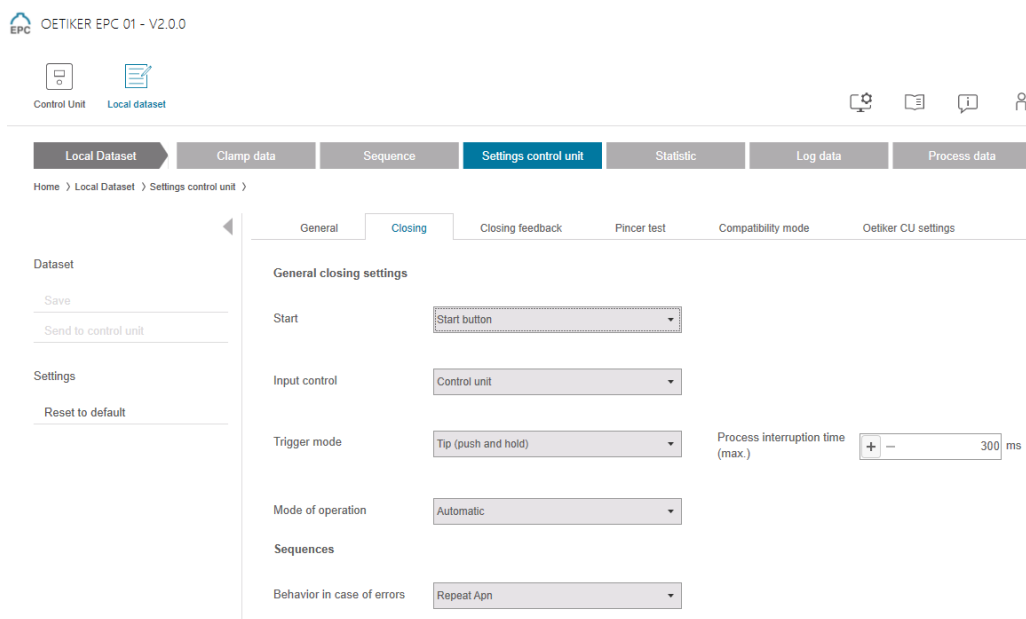 EPC OETIKER EPC 01 - V2.0.0
Control Unit Local dataset
Local Dataset Clamp data Sequence Settings control unit Statistic Log data Process data
Home > Local Dataset > Settings control unit >
General Closing Closing feedback Pincer test Compatibility mode Oetiker CU settings
Dataset
Save
Send to control unit
Settings
Reset to default
General closing settings
Start Start button
Input control Control unit
Trigger mode Tip (push and hold) Process interruption time
(max.) + − 300 ms
Mode of operation Automatic
Sequences
Behavior in case of errors Repeat Apn